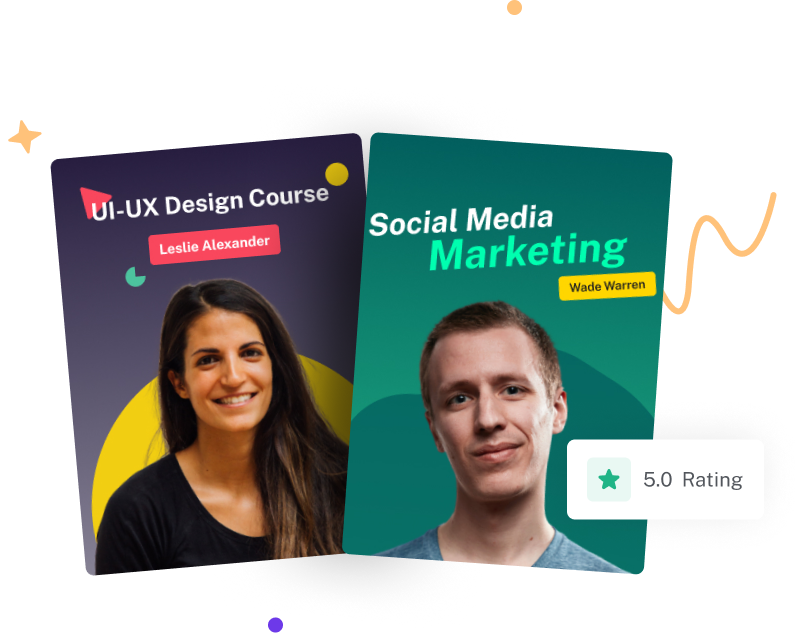 UI-UX Design Course
Leslie Alexander
Social Media
Marketing
Wade Warren
5.0 Rating